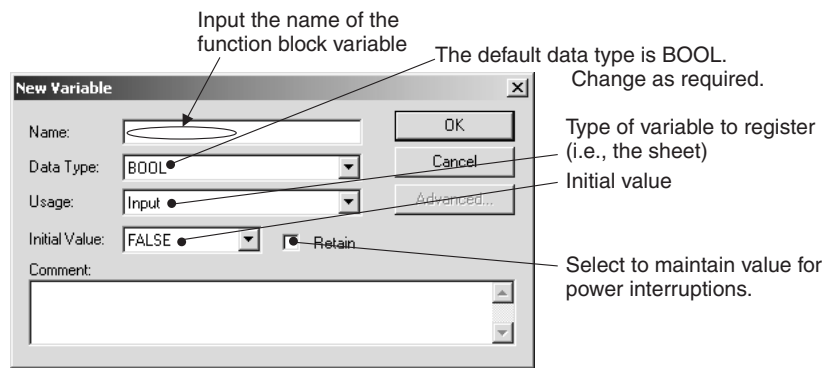 Input the name of the
function block variable
The default data type is BOOL.
Change as required.
New Variable
Name:
OK
Type of variable to register
(i.e., the sheet)
Data Type:
BOOL
Cancel
Initial value
Usage:
Input
Advanced...
Initial Value:
FALSE
Retain
Comment:
Select to maintain value for
power interruptions.